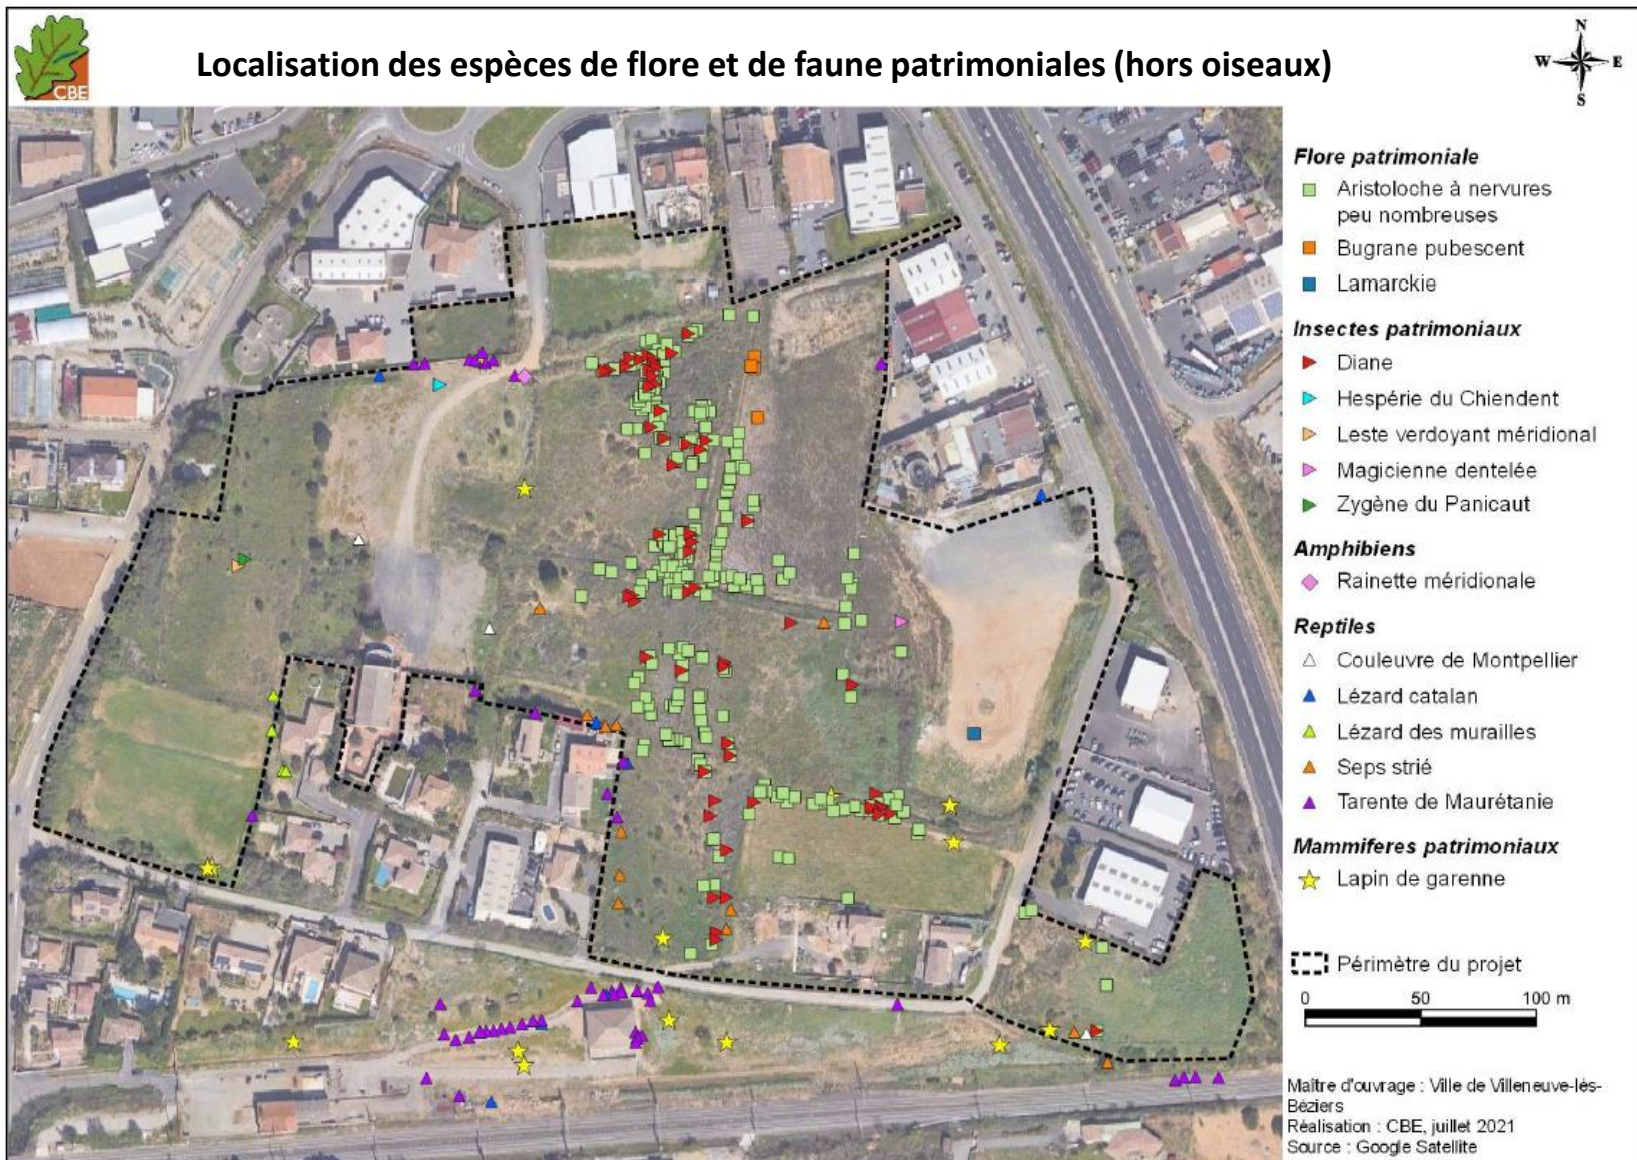 CBE
Localisation des espèces de flore et de faune patrimoniales (hors oiseaux)
N
W
E
S
Flore patrimoniale
Aristoloche à nervures
peu nombreuses
Bugrane pubescent
Lamarckie
Insectes patrimoniaux
Diane
Hespérie du Chiendent
Leste verdoyant méridional
Magicienne dentelée
Zygène du Panicaut
Amphibiens
Rainette méridionale
Reptiles
Couleuvre de Montpellier
Lézard catalan
Lézard des murailles
Seps strié
Tarente de Maurétanie
Mammiferes patrimoniaux
Lapin de garenne
Périmètre du projet
0 50 100 m
Maître d'ouvrage : Ville de Villeneuve-lès-
Béziers
Réalisation : CBE, juillet 2021
Source : Google Satellite